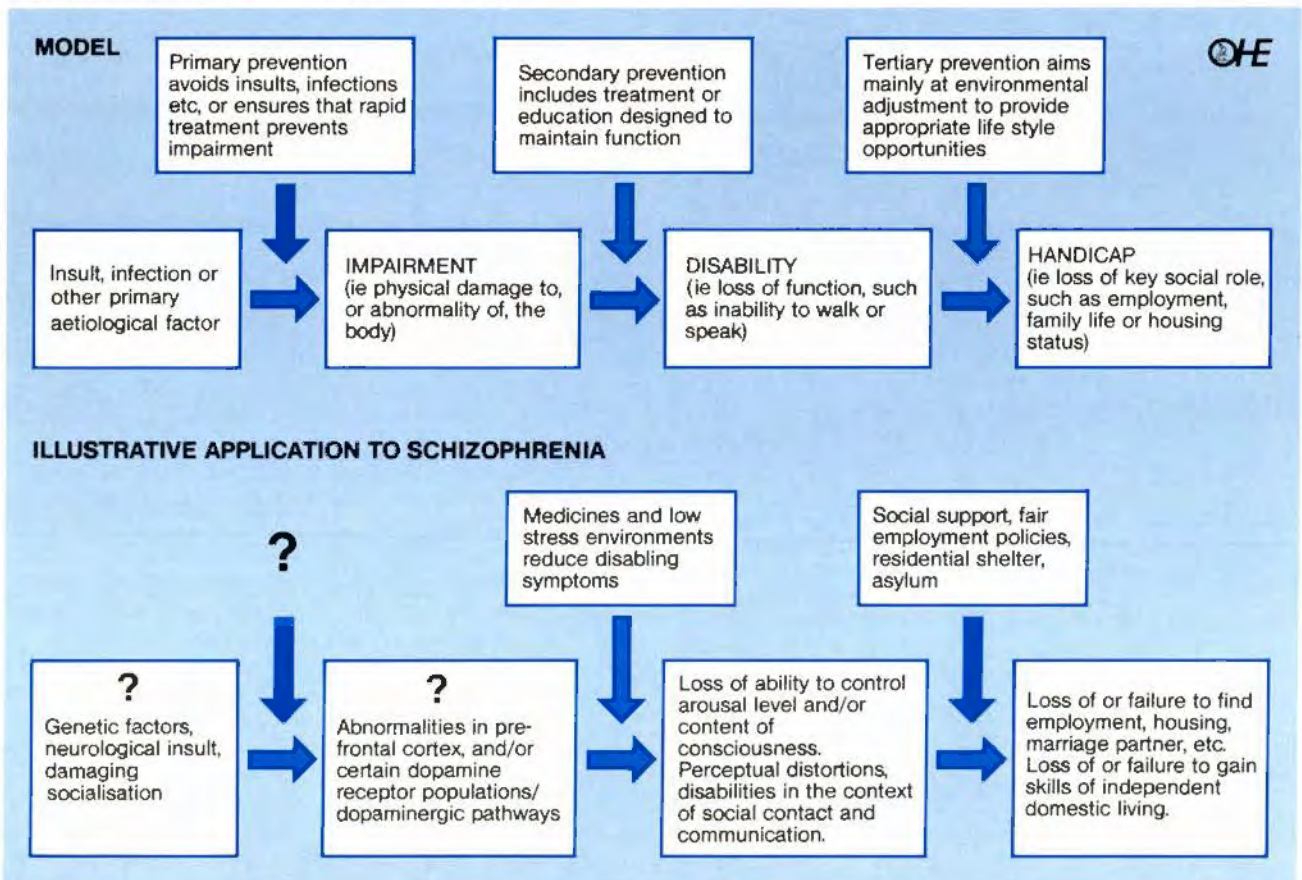 MODEL
OHE
Primary prevention
avoids insults, infections
etc, or ensures that rapid
treatment prevents
impairment
Secondary prevention
includes treatment or
education designed to
maintain function
Tertiary prevention aims
mainly at environmental
adjustment to provide
appropriate life style
opportunities
Insult, infection or
other primary
aetiological factor
IMPAIRMENT
(ie physical damage to,
or abnormality of, the
body)
DISABILITY
(ie loss of function, such
as inability to walk or
speak)
HANDICAP
(ie loss of key social role,
such as employment,
family life or housing
status)
ILLUSTRATIVE APPLICATION TO SCHIZOPHRENIA
?
Medicines and low
stress environments
reduce disabling
symptoms
Social support, fair
employment policies,
residential shelter,
asylum
?
Genetic factors,
neurological insult,
damaging
socialisation
?
Abnormalities in pre-
frontal cortex, and/or
certain dopamine
receptor populations/
dopaminergic pathways
Loss of ability to control
arousal level and/or
content of
consciousness.
Perceptual distortions,
disabilities in the context
of social contact and
communication.
Loss of or failure to find
employment, housing,
marriage partner, etc.
Loss of or failure to gain
skills of independent
domestic living.